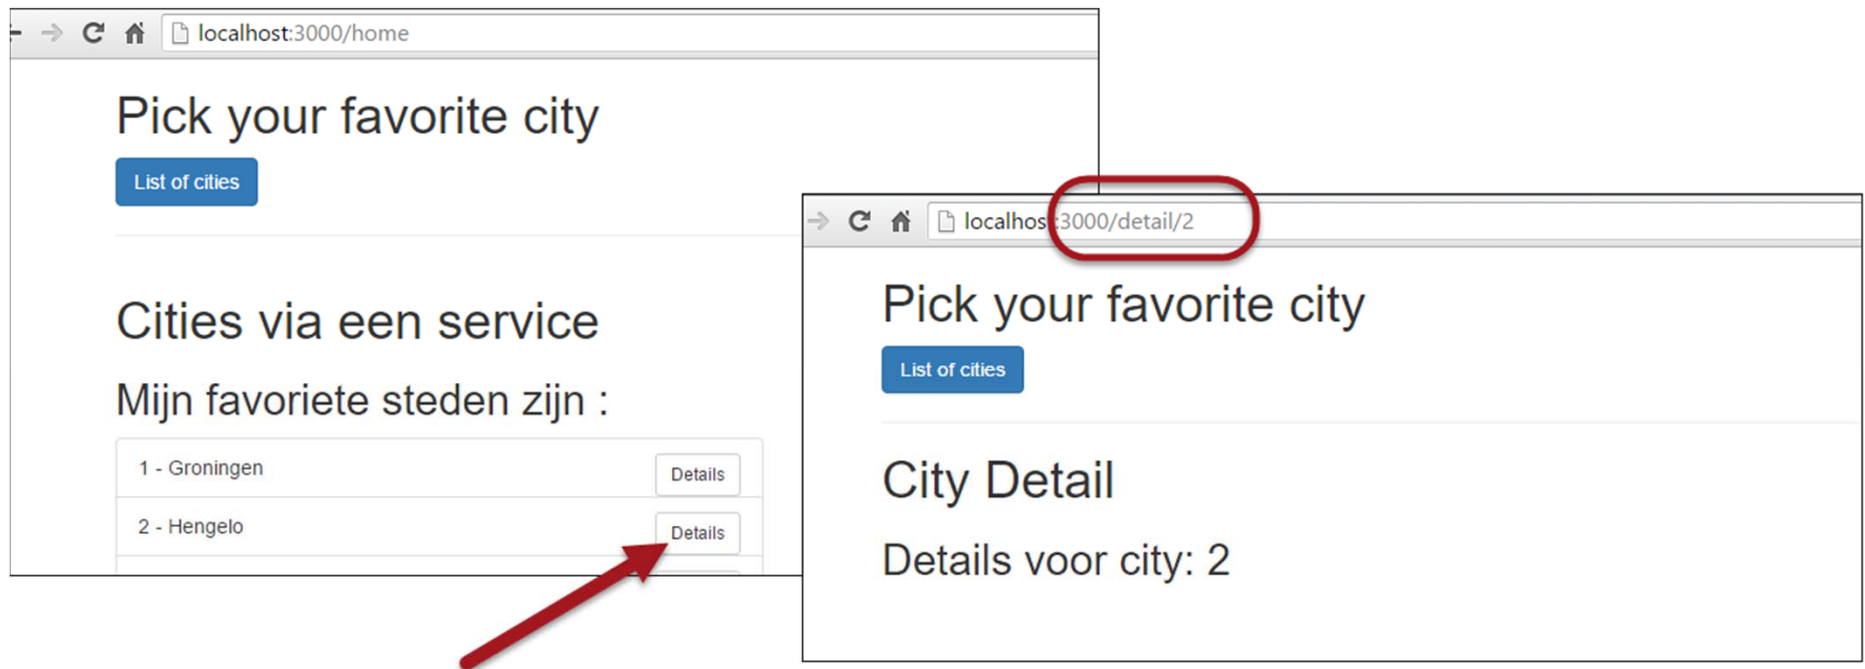 localhost:3000/home
Pick your favorite city
List of cities
Cities via een service
Mijn favoriete steden zijn :
1 - Groningen
Details
2 - Hengelo
Details
localhos:3000/detail/2
Pick your favorite city
List of cities
City Detail
Details voor city: 2